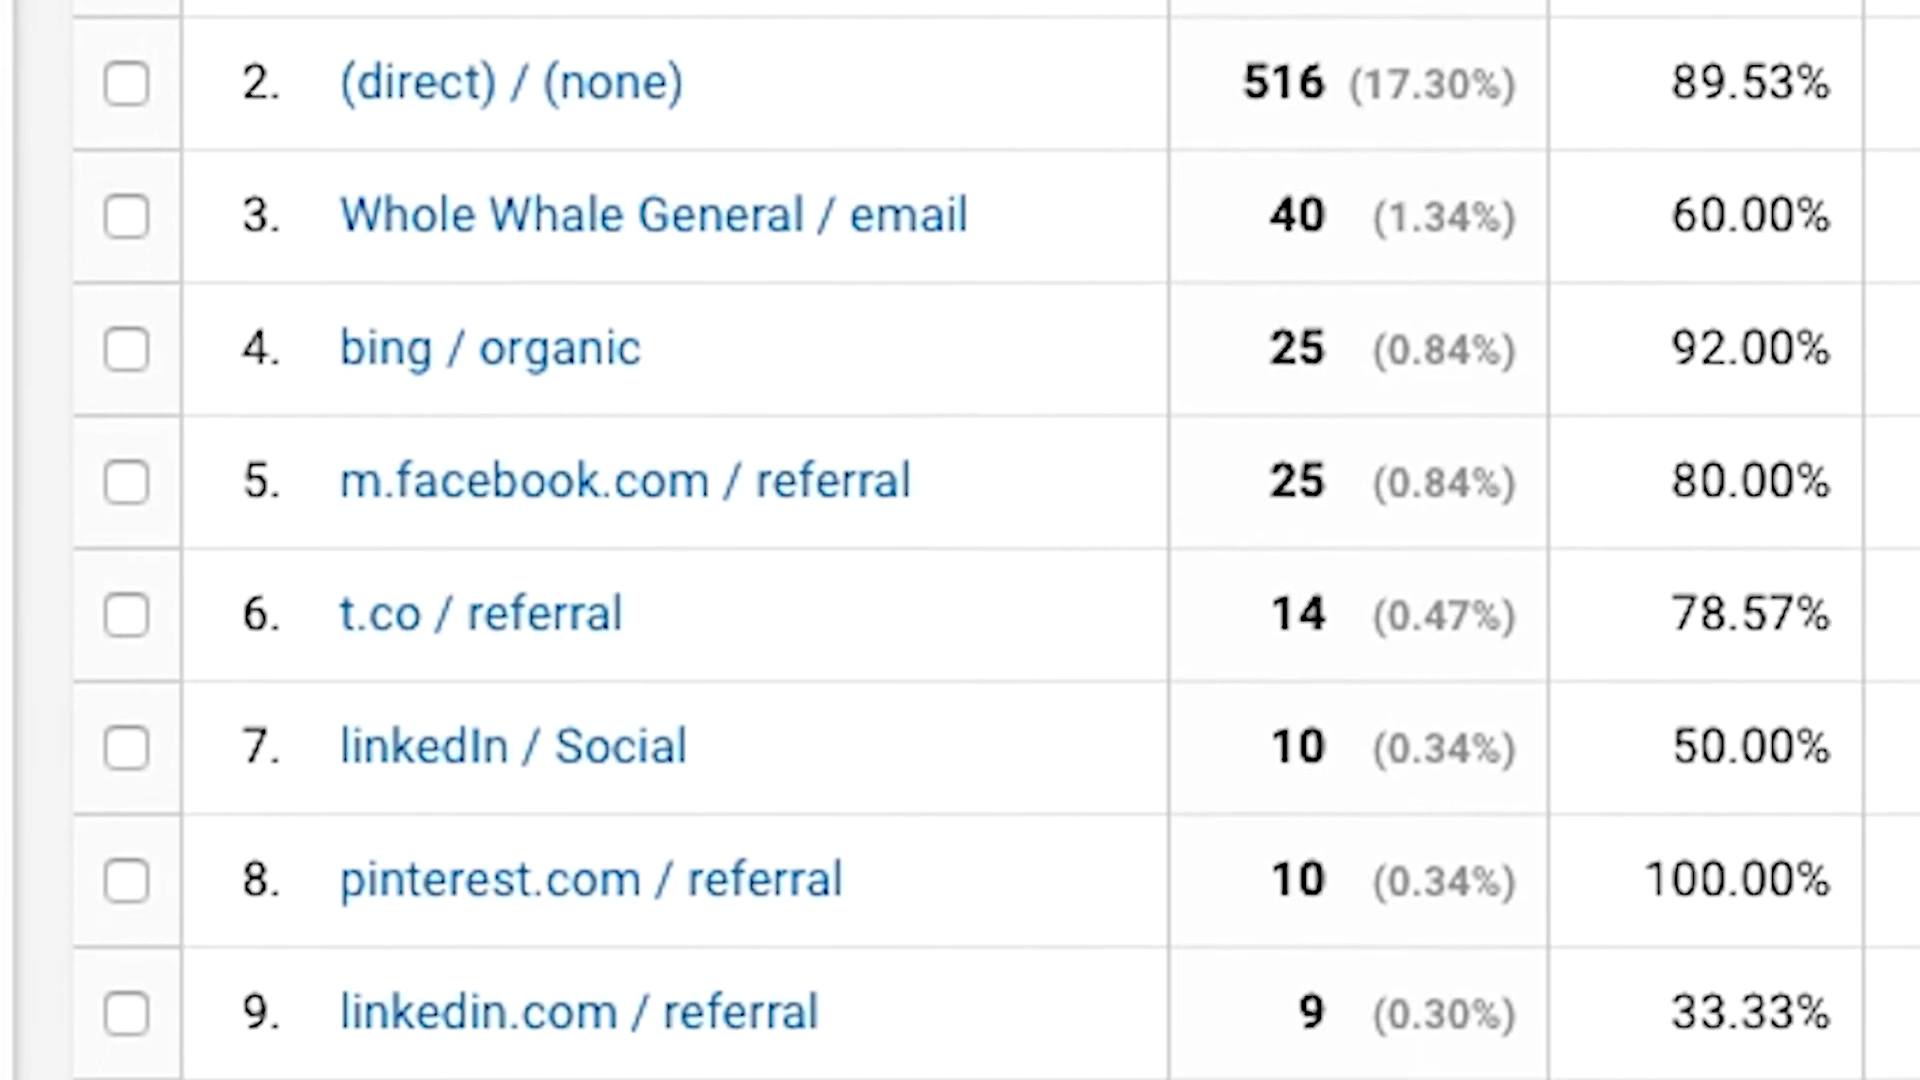 2. (direct) / (none) 516 (17.30%) 89.53%
3. Whole Whale General / email 40 (1.34%) 60.00%
4. bing / organic 25 (0.84%) 92.00%
5. m.facebook.com / referral 25 (0.84%) 80.00%
6. t.co / referral 14 (0.47%) 78.57%
7. linkedIn / Social 10 (0.34%) 50.00%
8. pinterest.com / referral 10 (0.34%) 100.00%
9. linkedin.com / referral 9 (0.30%) 33.33%